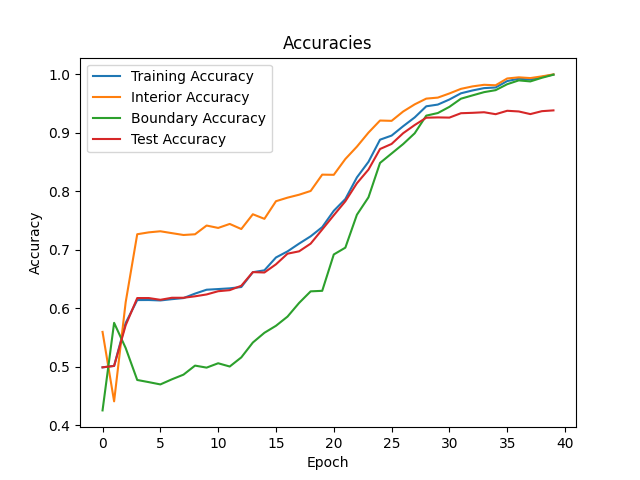 Accuracies
Training Accuracy
Interior Accuracy
Boundary Accuracy
Test Accuracy
1.0
0.9
0.8
0.7
0.6
0.5
0.4
Accuracy
0 5 10 15 20 25 30 35 40
Epoch